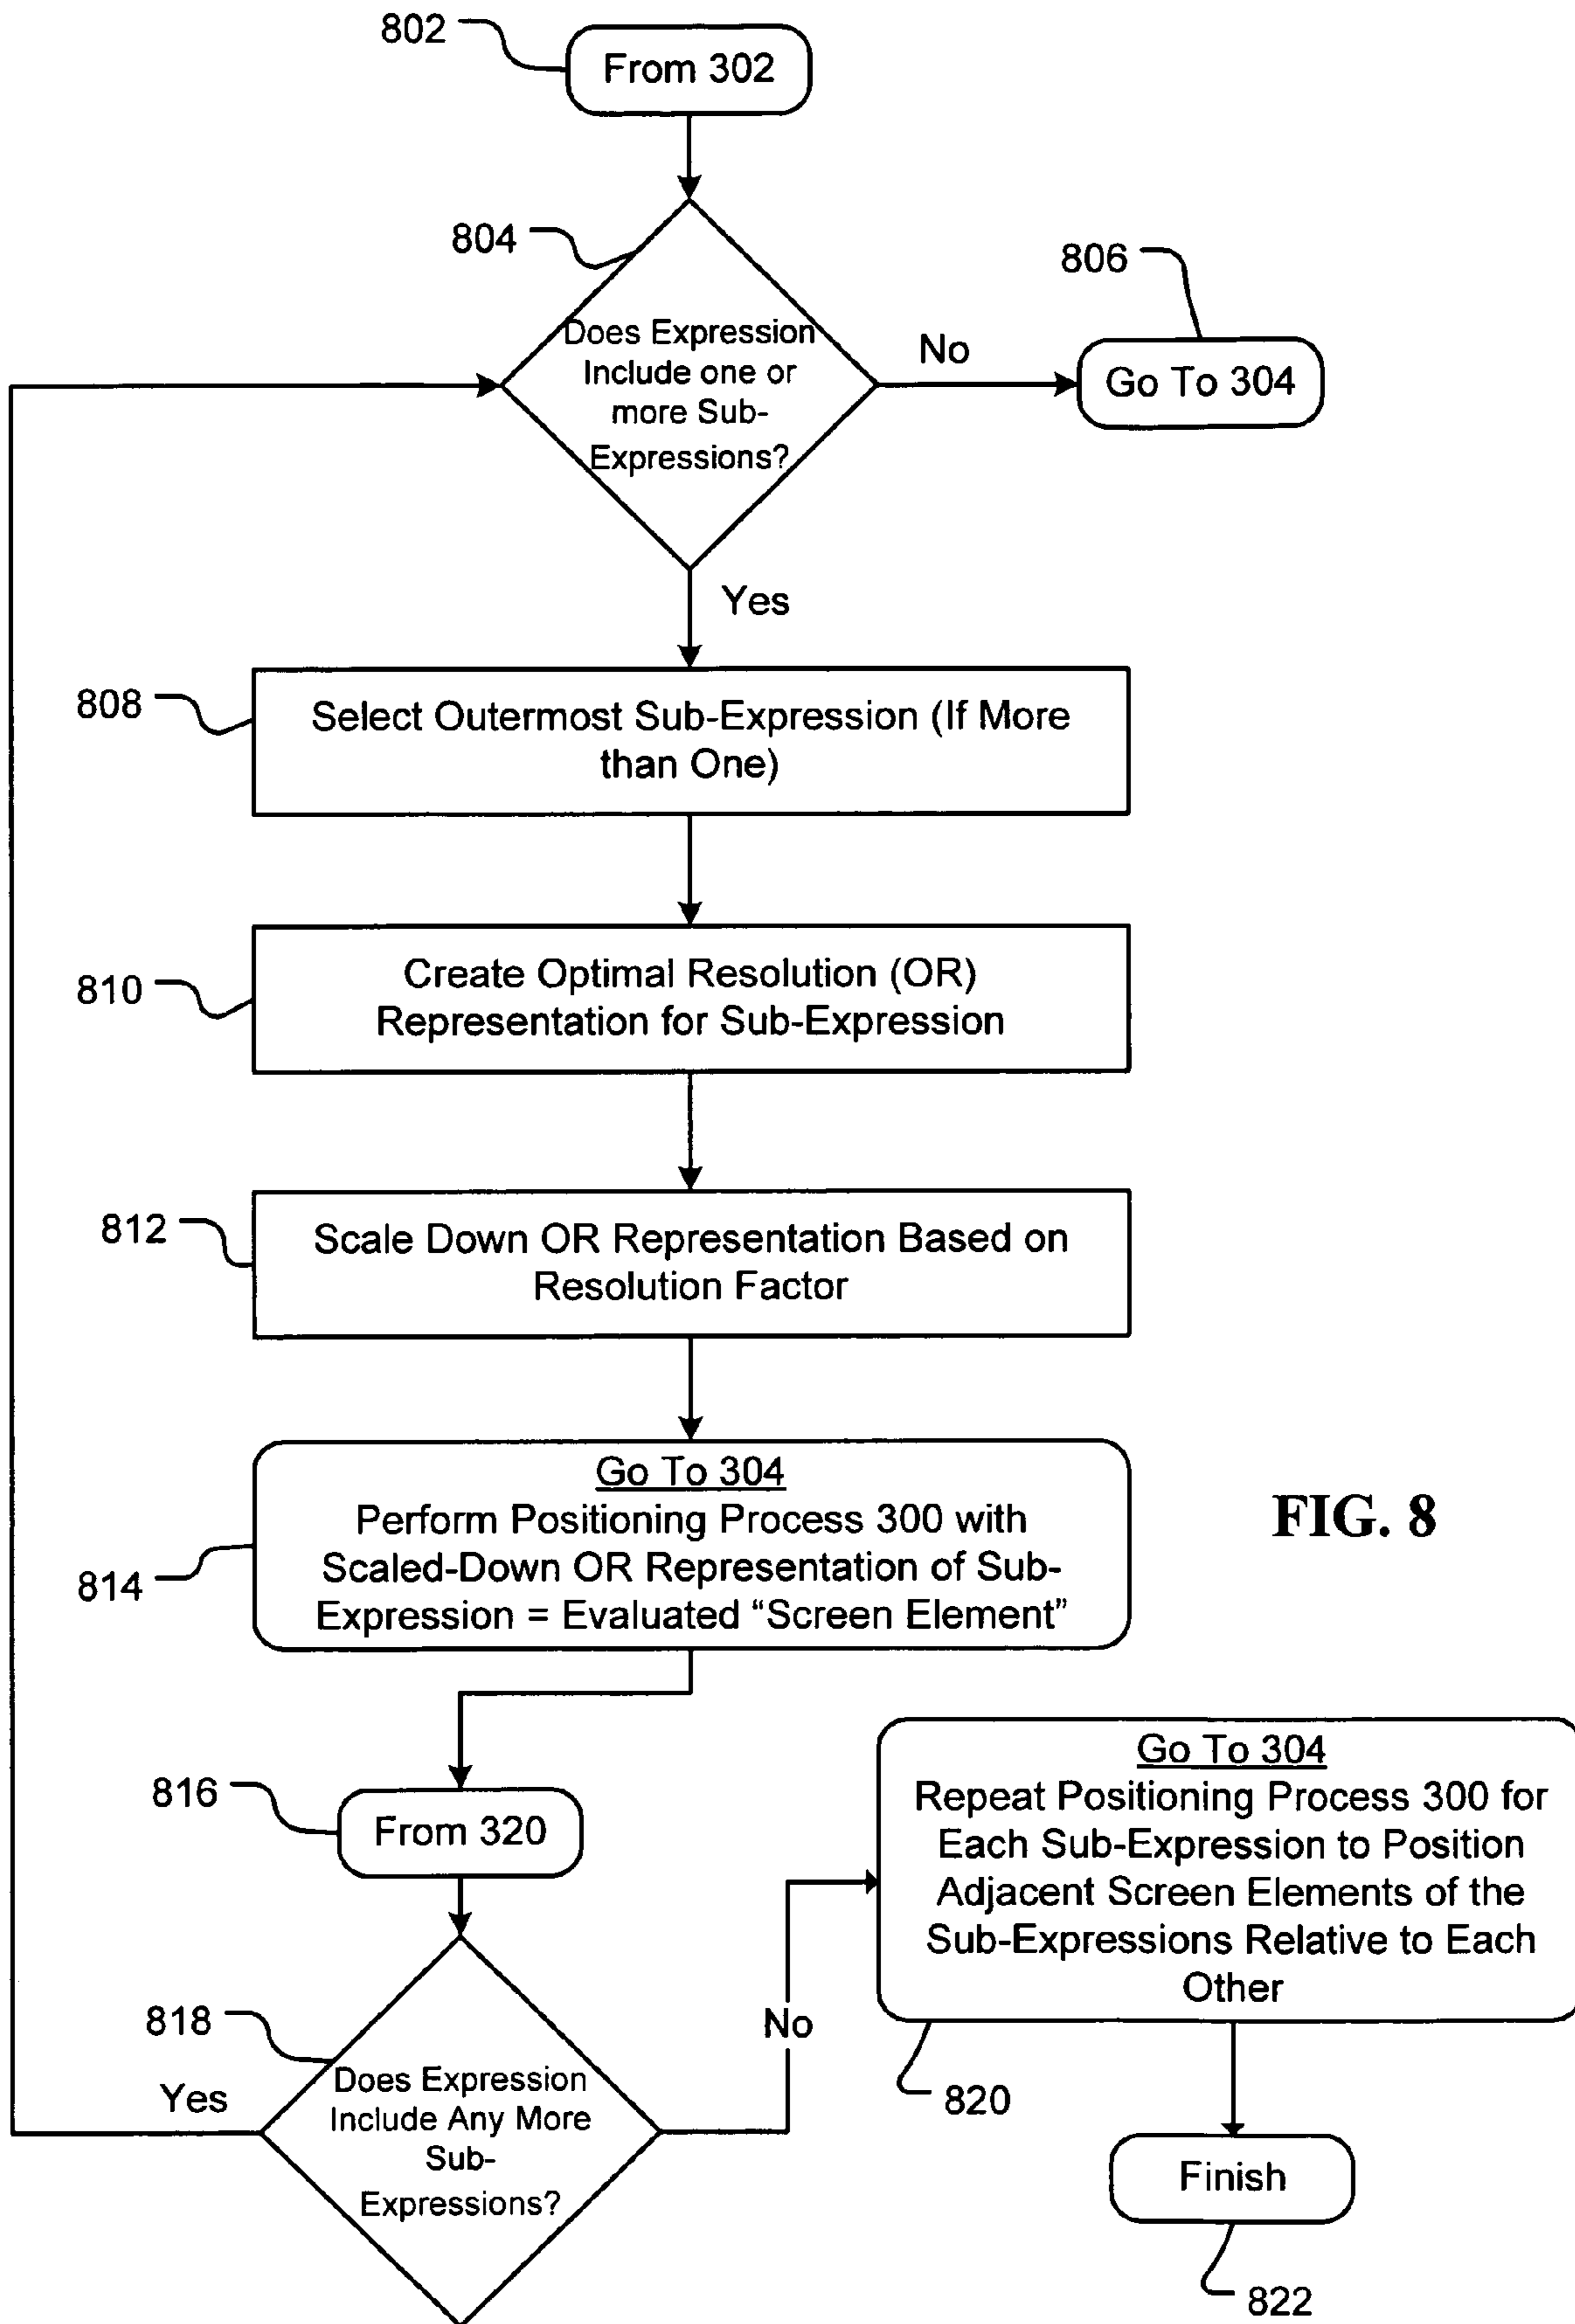 802
From 302
804
Does Expression
Include one or
more Sub-
Expressions?
No
806
Go To 304
Yes
808
Select Outermost Sub-Expression (If More
than One)
810
Create Optimal Resolution (OR)
Representation for Sub-Expression
812
Scale Down OR Representation Based on
Resolution Factor
814
Go To 304
Perform Positioning Process 300 with
Scaled-Down OR Representation of Sub-
Expression = Evaluated “Screen Element”
FIG. 8
816
From 320
818
Does Expression
Include Any More
Sub-
Expressions?
Yes
No
Go To 304
Repeat Positioning Process 300 for
Each Sub-Expression to Position
Adjacent Screen Elements of the
Sub-Expressions Relative to Each
Other
820
Finish
822